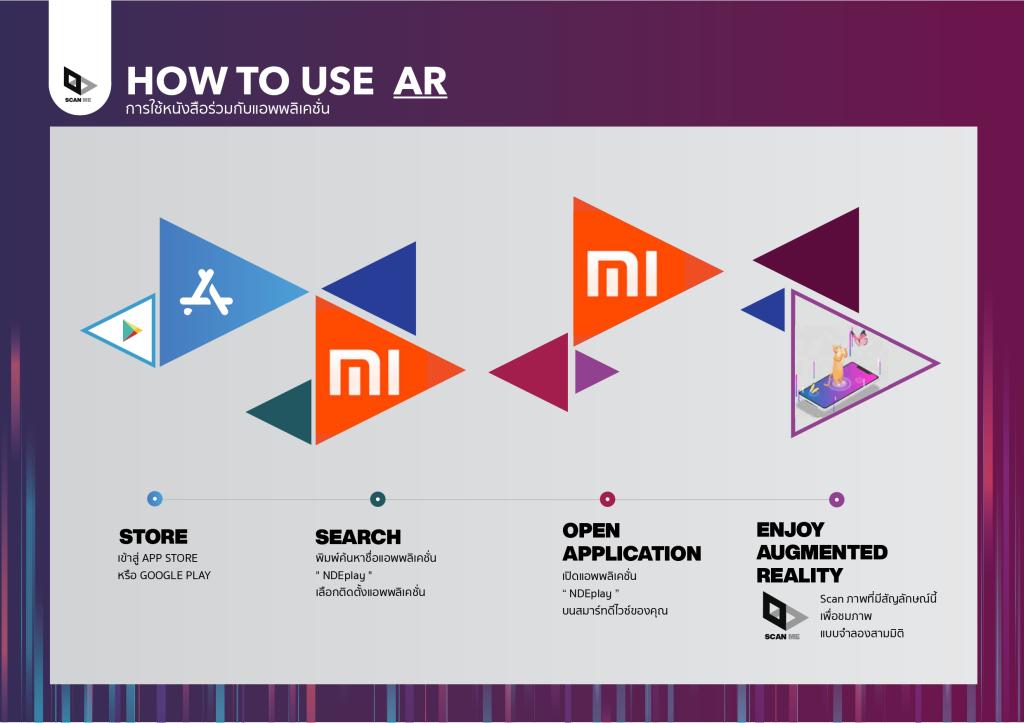 SCAN ME
HOW TO USE AR
การใช้หนังสือร่วมกับแอพพลิเคชั่น
STORE
เข้าสู่ APP STORE
หรือ GOOGLE PLAY
SEARCH
พิมพ์ค้นหาชื่อแอพพลิเคชั่น
" NDEplay "
เลือกติดตั้งแอพพลิเคชั่น
OPEN
APPLICATION
เปิดแอพพลิเคชั่น
" NDEplay "
บนสมาร์ทดีไวซ์ของคุณ
ENJOY
AUGMENTED
REALITY
SCAN ME
Scan ภาพที่มีสัญลักษณ์นี้
เพื่อชมภาพ
แบบจำลองสามมิติ